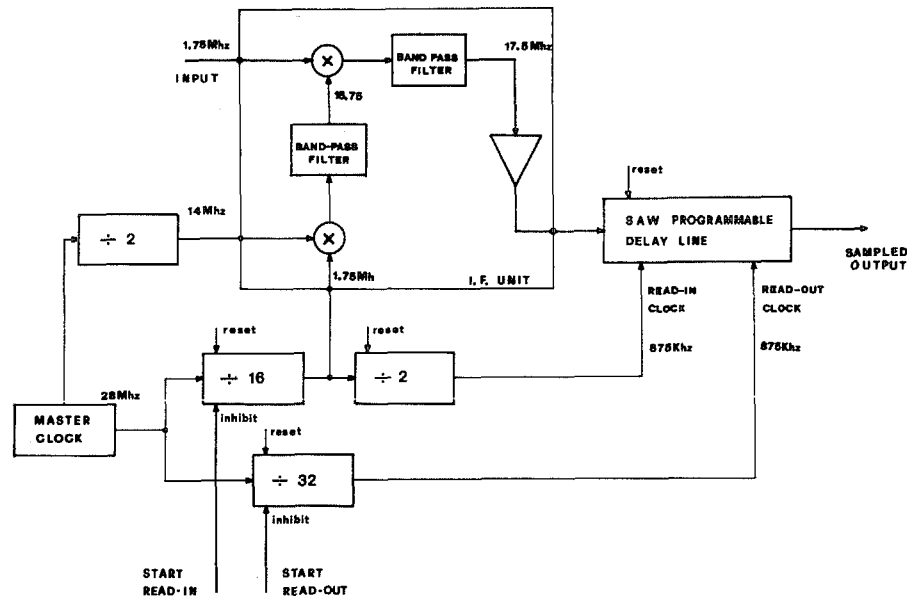 1.75Mhz
INPUT
BAND PASS
FILTER
17.5Mhz
15.75
BAND-PASS
FILTER
reset
SAW PROGRAMMABLE
DELAY LINE
SAMPLED
OUTPUT
14Mhz
÷ 2
1.75Mh
I.F. UNIT
READ-IN
CLOCK
READ-OUT
CLOCK
reset
reset
875Khz
875Khz
÷ 16
÷ 2
28Mhz
MASTER
CLOCK
inhibit
reset
÷ 32
inhibit
START
READ-IN
START
READ-OUT